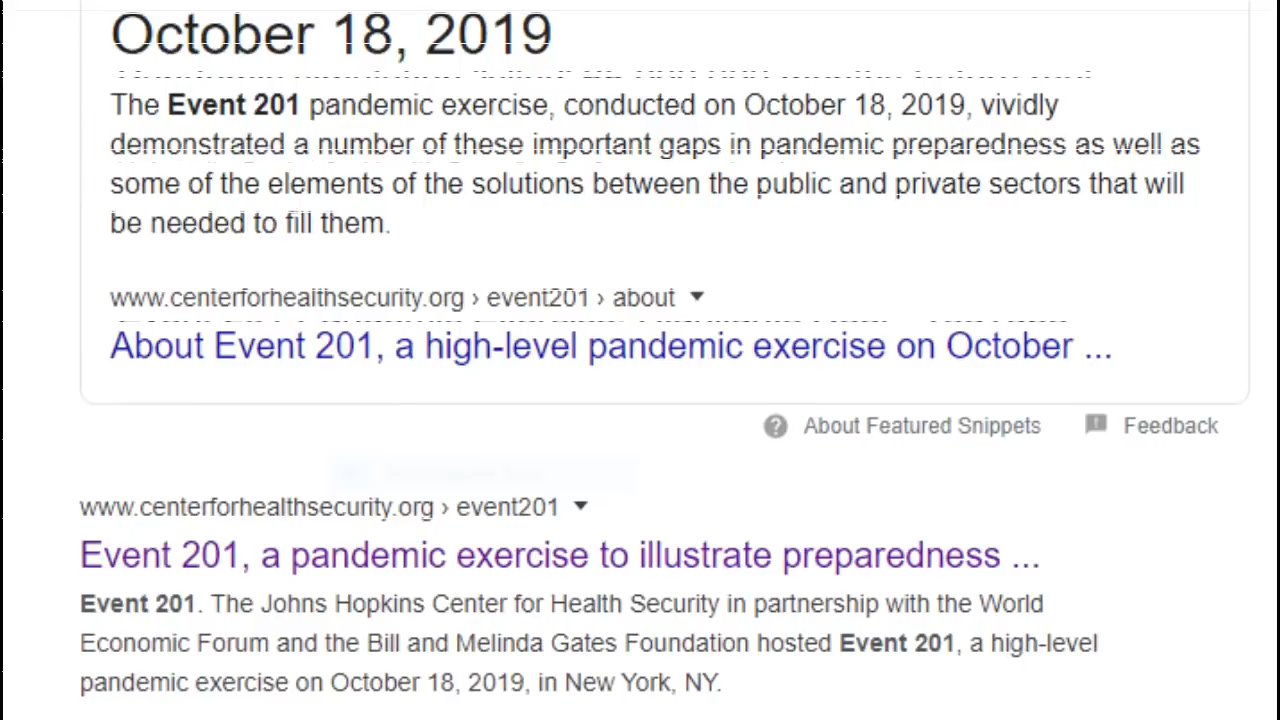 October 18, 2019
The Event 201 pandemic exercise, conducted on October 18, 2019, vividly
demonstrated a number of these important gaps in pandemic preparedness as well as
some of the elements of the solutions between the public and private sectors that will
be needed to fill them.
www.centerforhealthsecurity.org › event201 › about
About Event 201, a high-level pandemic exercise on October ...
About Featured Snippets Feedback
www.centerforhealthsecurity.org › event201
Event 201, a pandemic exercise to illustrate preparedness ...
Event 201. The Johns Hopkins Center for Health Security in partnership with the World
Economic Forum and the Bill and Melinda Gates Foundation hosted Event 201, a high-level
pandemic exercise on October 18, 2019, in New York, NY.